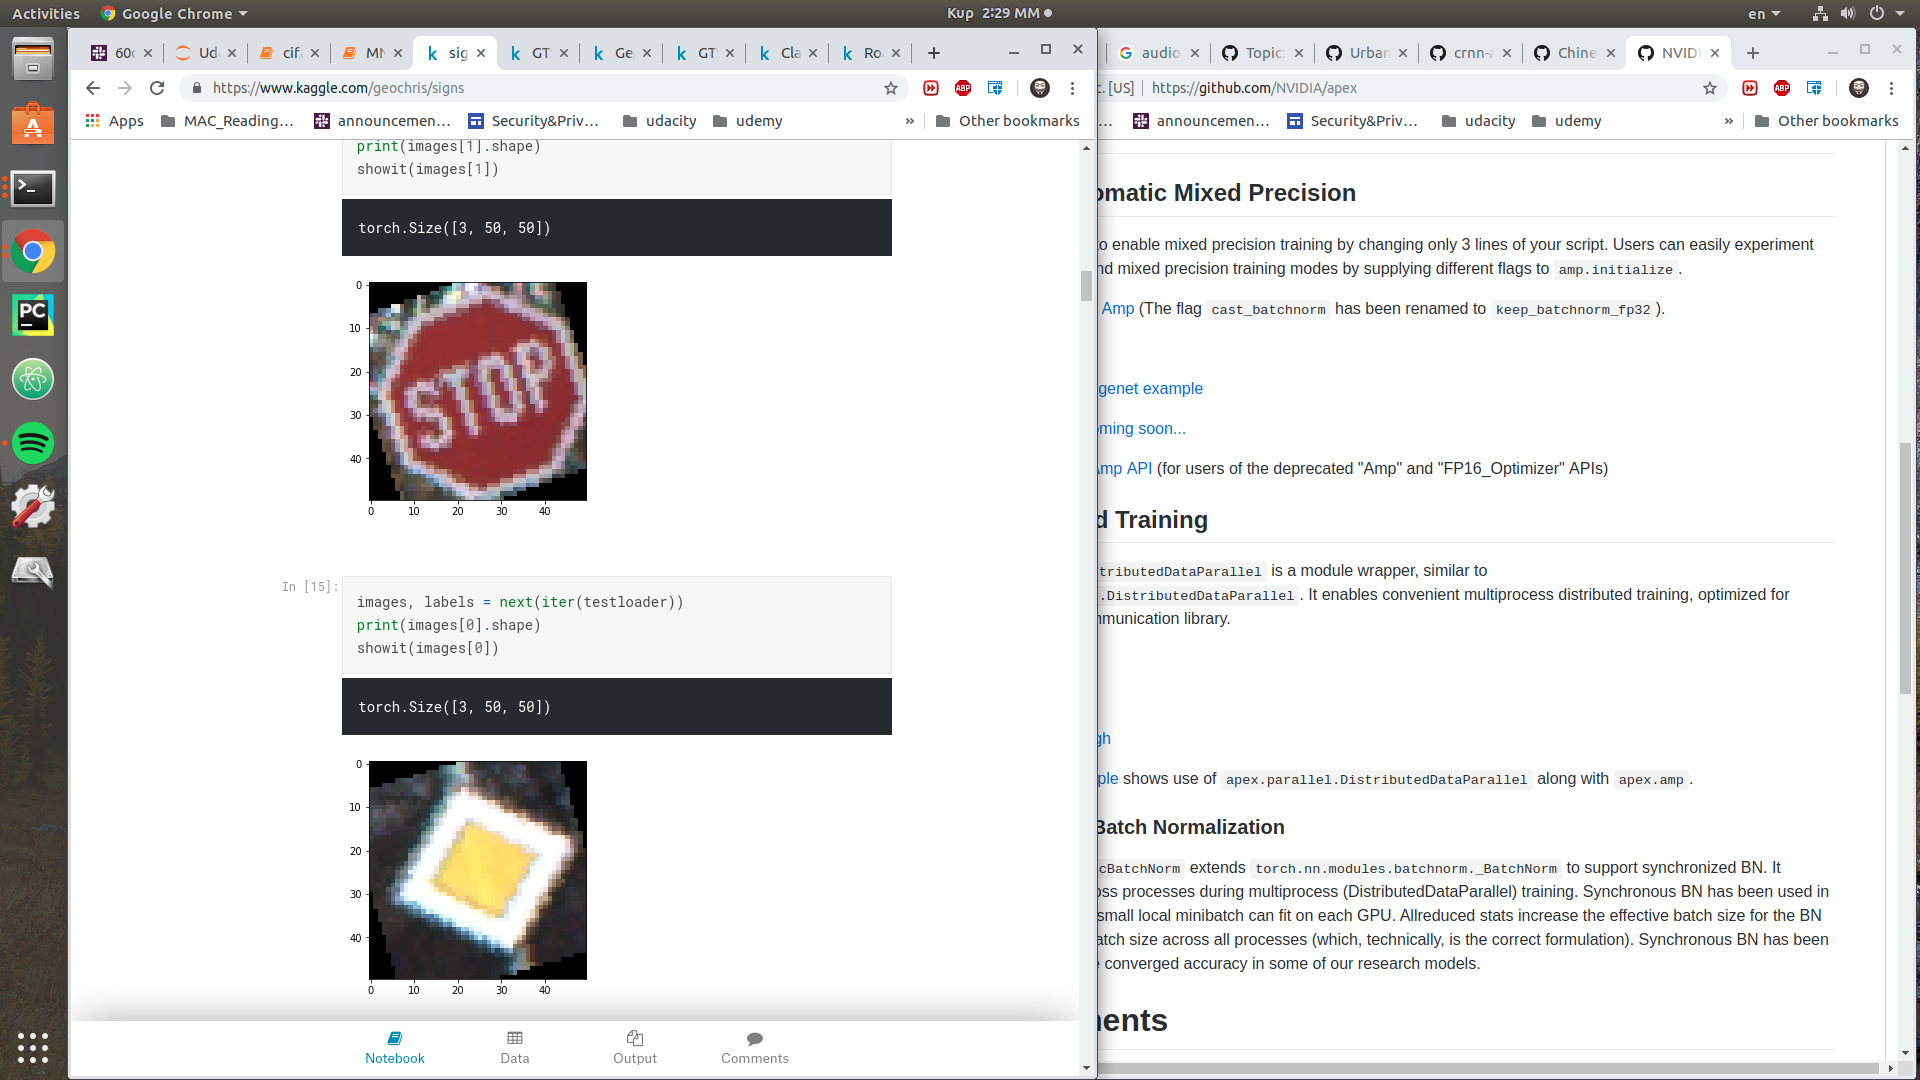 Activities
Google Chrome
Κυρ 2:29 ΜΜ
en
60d
Ud
cif
MN
sig
GT
Ge
GT
Cla
Ro
https://www.kaggle.com/geochris/signs
ABP
Apps
MAC_Reading...
announcemen...
Security&Priv...
udacity
udemy
»
Other bookmarks
print(images[1].shape)
showit(images[1])
torch.Size([3, 50, 50])
0
10
20
30
40
STOP
0 10 20 30 40
In [15]:
images, labels = next(iter(testloader))
print(images[0].shape)
showit(images[0])
torch.Size([3, 50, 50])
0
10
20
30
40
0 10 20 30 40
Notebook
Data
Output
Comments
audio
Topic
Urban
crnn-a
Chine
NVIDI
c. [US]
https://github.com/NVIDIA/apex
ABP
...
announcemen...
Security&Priv...
udacity
udemy
»
Other bookmarks
omatic Mixed Precision
to enable mixed precision training by changing only 3 lines of your script. Users can easily experiment
nd mixed precision training modes by supplying different flags to amp.initialize.
Amp (The flag cast_batchnorm has been renamed to keep_batchnorm_fp32 ).
genet example
oming soon...
Amp API (for users of the deprecated "Amp" and "FP16_Optimizer" APIs)
d Training
tributedDataParallel is a module wrapper, similar to
.DistributedDataParallel. It enables convenient multiprocess distributed training, optimized for
mmunication library.
gh
ple shows use of apex.parallel.DistributedDataParallel along with apex.amp.
Batch Normalization
cBatchNorm extends torch.nn.modules.batchnorm._BatchNorm to support synchronized BN. It
oss processes during multiprocess (DistributedDataParallel) training. Synchronous BN has been used in
small local minibatch can fit on each GPU. Allreduced stats increase the effective batch size for the BN
atch size across all processes (which, technically, is the correct formulation). Synchronous BN has been
e converged accuracy in some of our research models.
nents
PC